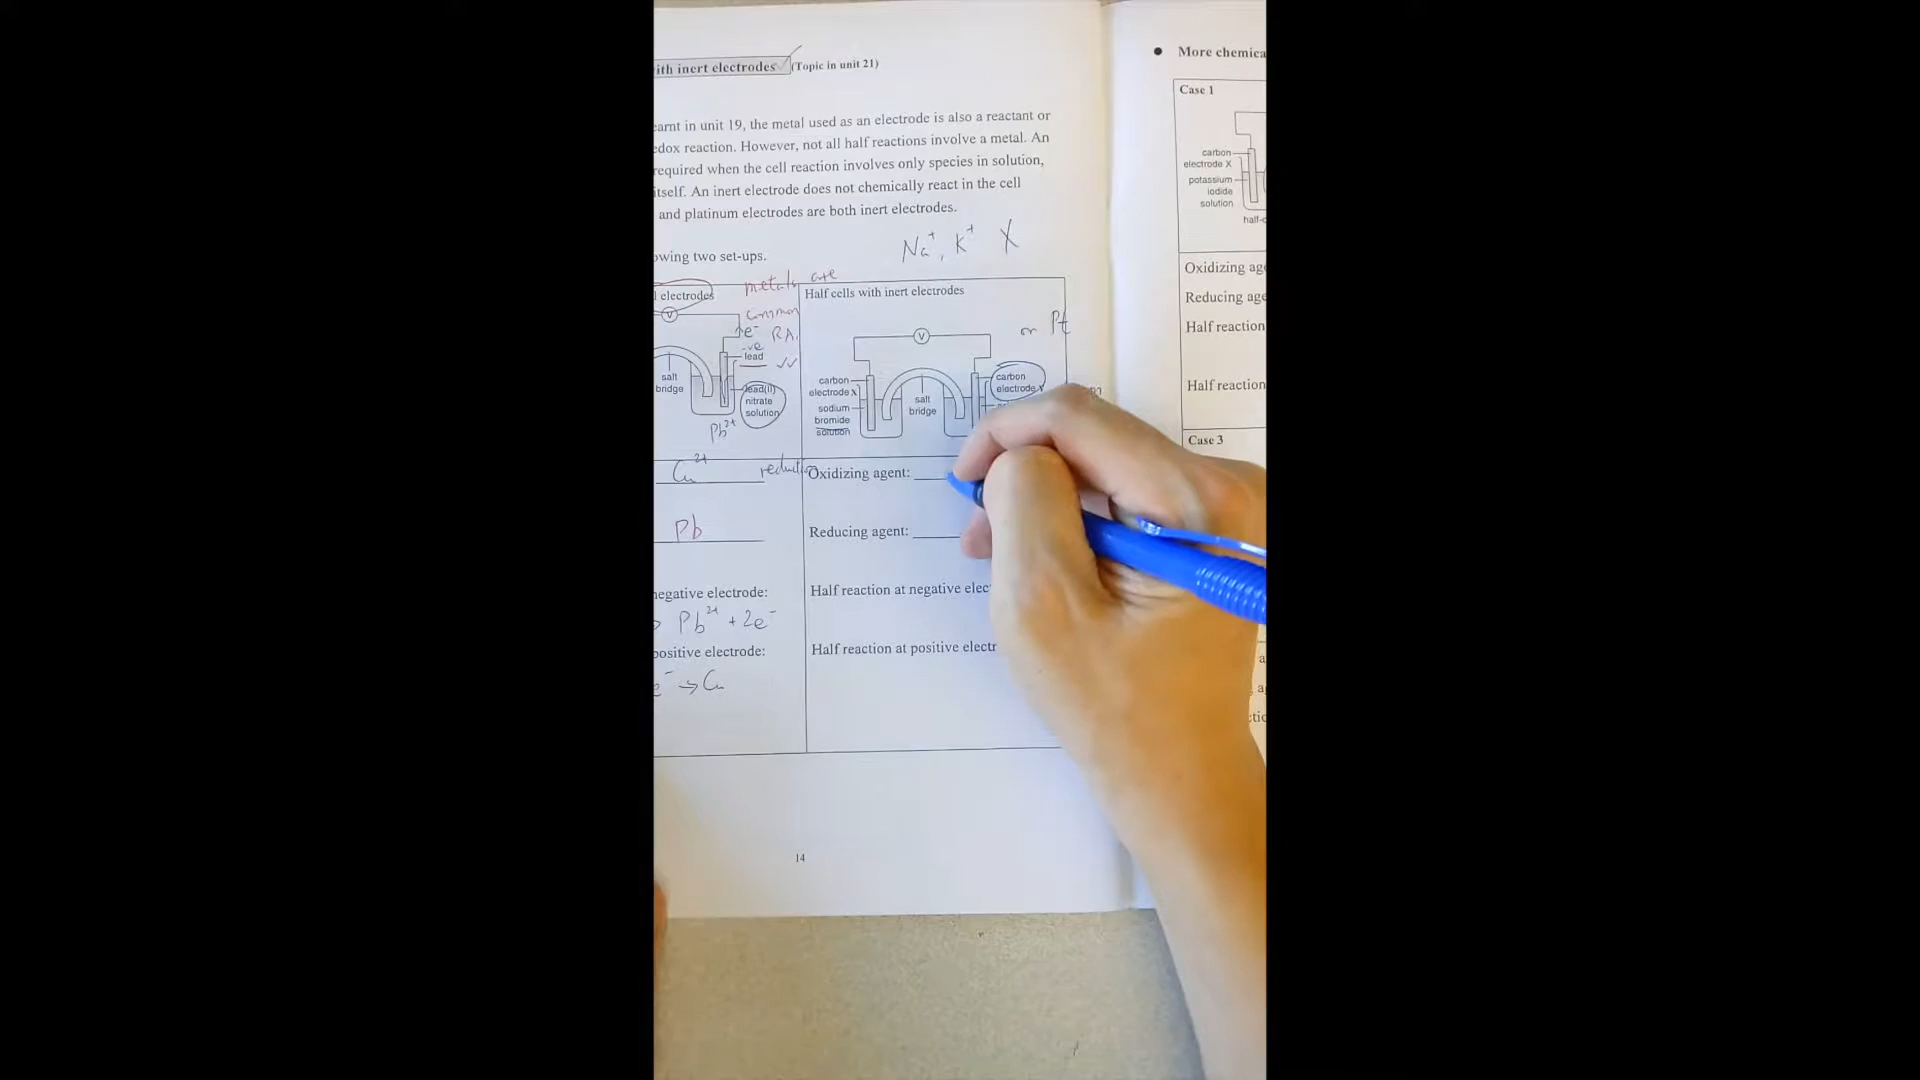 ith inert electrodes (Topic in unit 21)
earnt in unit 19, the metal used as an electrode is also a reactant or
edox reaction. However, not all half reactions involve a metal. An
required when the cell reaction involves only species in solution,
itself. An inert electrode does not chemically react in the cell
and platinum electrodes are both inert electrodes.
Na⁺, K⁺ X
owing two set-ups.
metals are
common
R.A.
l electrodes
V
e⁻
-ve
lead
salt
bridge
lead(II)
nitrate
solution
Pb²⁺
Cu²⁺
Pb
negative electrode:
Pb²⁺ + 2e⁻
positive electrode:
e⁻ → Cu
Half cells with inert electrodes
or Pt
V
carbon
electrode X
sodium
bromide
solution
salt
bridge
carbon
electrode Y
Oxidizing agent:
Reducing agent:
Half reaction at negative elec
Half reaction at positive electr
14
● More chemica
Case 1
carbon
electrode X
potassium
iodide
solution
half-c
Oxidizing age
Reducing age
Half reaction
Half reaction
Case 3